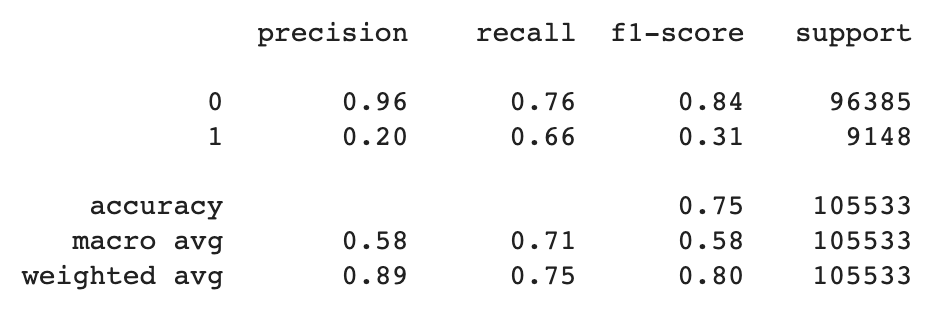 precision recall f1-score support
0 0.96 0.76 0.84 96385
1 0.20 0.66 0.31 9148
accuracy 0.75 105533
macro avg 0.58 0.71 0.58 105533
weighted avg 0.89 0.75 0.80 105533